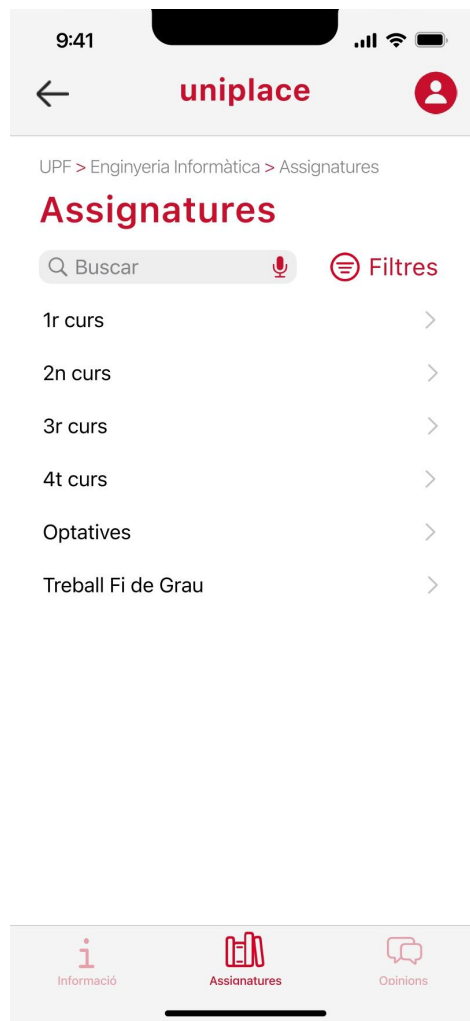 9:41
uniplace
UPF > Enginyeria Informàtica > Assignatures
Assignatures
Buscar
Filtres
1r curs
2n curs
3r curs
4t curs
Optatives
Treball Fi de Grau
Informació
Assignatures
Opinions